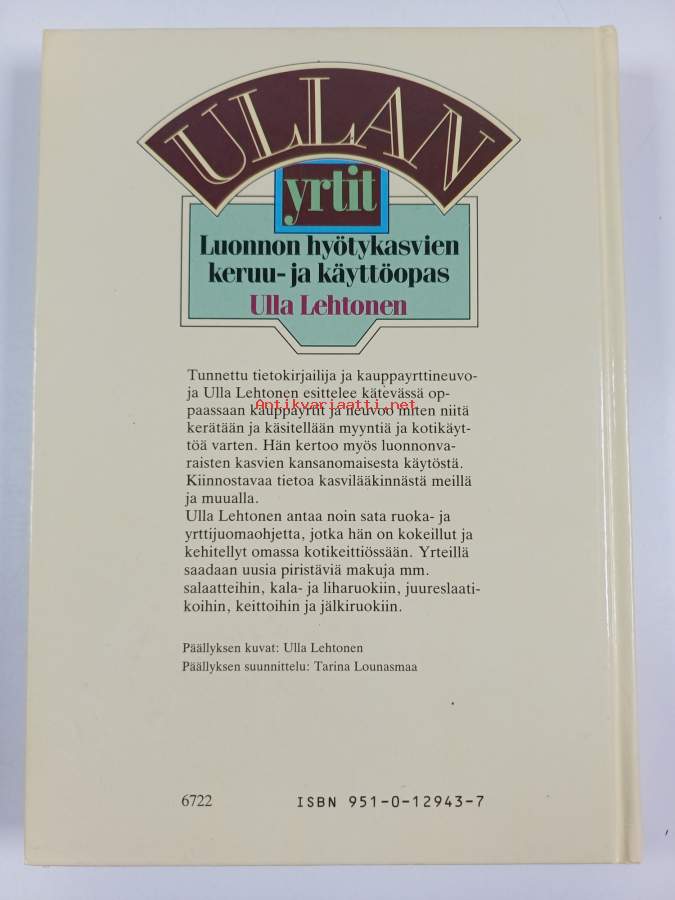 ULLAN
yrtit
Luonnon hyötykasvien
keruu- ja käyttöopas
Ulla Lehtonen
Tunnettu tietokirjailija ja kauppayrttineuvo-
ja Ulla Lehtonen esittelee kätevässä op-
Antikvariaatti.net
paassaan kauppayrtit ja neuvoo miten niitä
kerätään ja käsitellään myyntiä ja kotikäyt-
töä varten. Hän kertoo myös luonnonva-
raisten kasvien kansanomaisesta käytöstä.
Kiinnostavaa tietoa kasvilääkinnästä meillä
ja muualla.
Ulla Lehtonen antaa noin sata ruoka- ja
yrttijuomaohjetta, jotka hän on kokeillut ja
kehitellyt omassa kotikeittiössään. Yrteillä
saadaan uusia piristäviä makuja mm.
salaatteihin, kala- ja liharuokiin, juureslaati-
koihin, keittoihin ja jälkiruokiin.
Päällyksen kuvat: Ulla Lehtonen
Päällyksen suunnittelu: Tarina Lounasmaa
6722 ISBN 951-0-12943-7